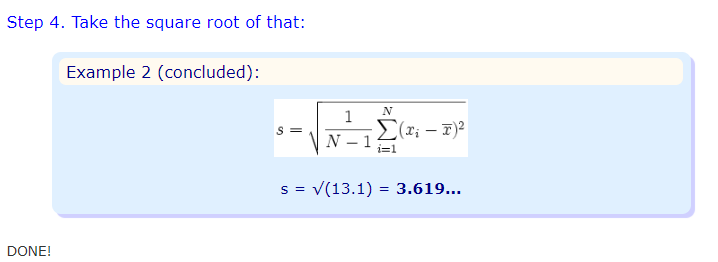 Step 4. Take the square root of that:
Example 2 (concluded):
s = √(1/(N − 1) ∑_{i=1}^{N} (x_i − x̄)²)
s = √(13.1) = 3.619...
DONE!